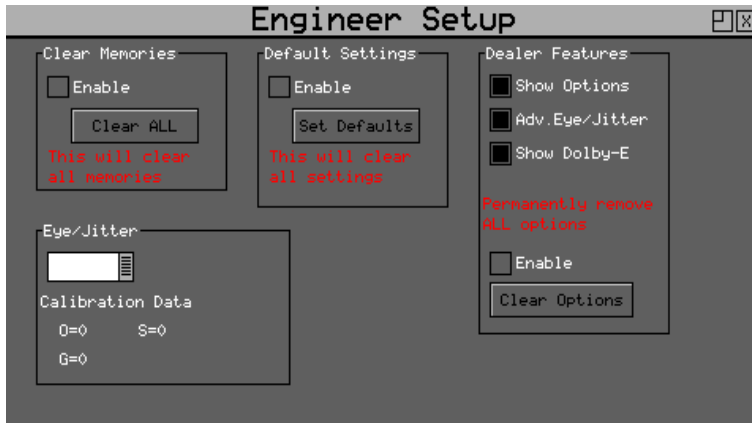 Engineer Setup
Clear Memories
Enable
Clear ALL
This will clear
all memories
Default Settings
Enable
Set Defaults
This will clear
all settings
Dealer Features
Show Options
Adv.Eye/Jitter
Show Dolby-E
Permanently remove
ALL options
Enable
Clear Options
Eye/Jitter
Calibration Data
O=0 S=0
G=0